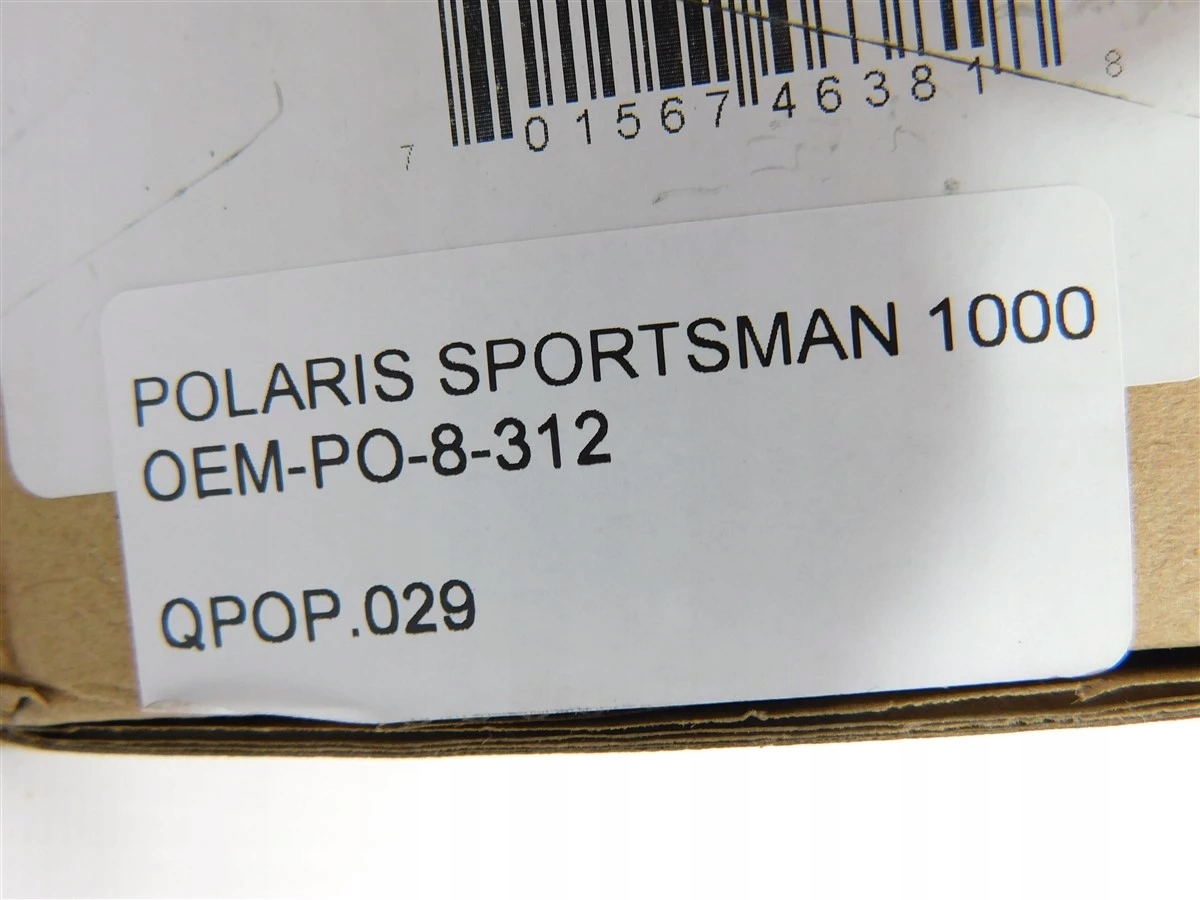 7 01567 46381 8
POLARIS SPORTSMAN 1000
OEM-PO-8-312
QPOP.029